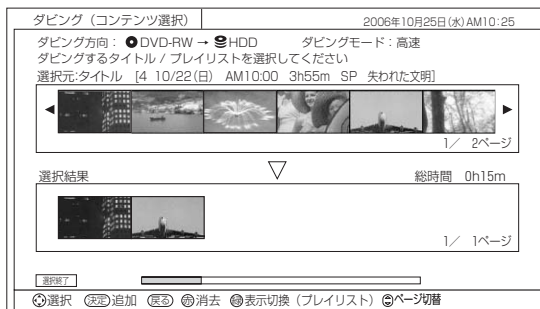 ダビング（コンテンツ選択）
2006年10月25日(水)AM10:25
ダビング方向： DVD-RW → HDD ダビングモード：高速
ダビングするタイトル / プレイリストを選択してください
選択元:タイトル [4 10/22(日) AM10:00 3h55m SP 失われた文明]
1／ 2ページ
選択結果 総時間 0h15m
1／ 1ページ
選択終了
選択 決定 追加 戻る 赤 消去 緑 表示切換（プレイリスト） ページ切替